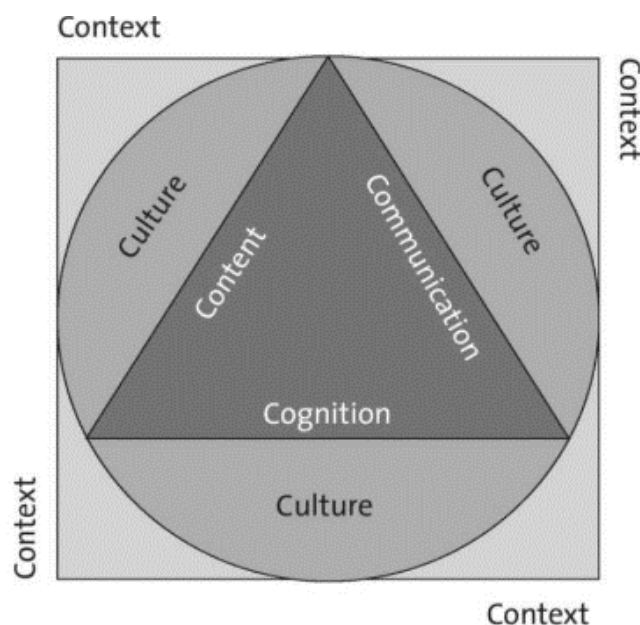 Context
Context
Culture
Culture
Content
Communication
Cognition
Culture
Context
Context